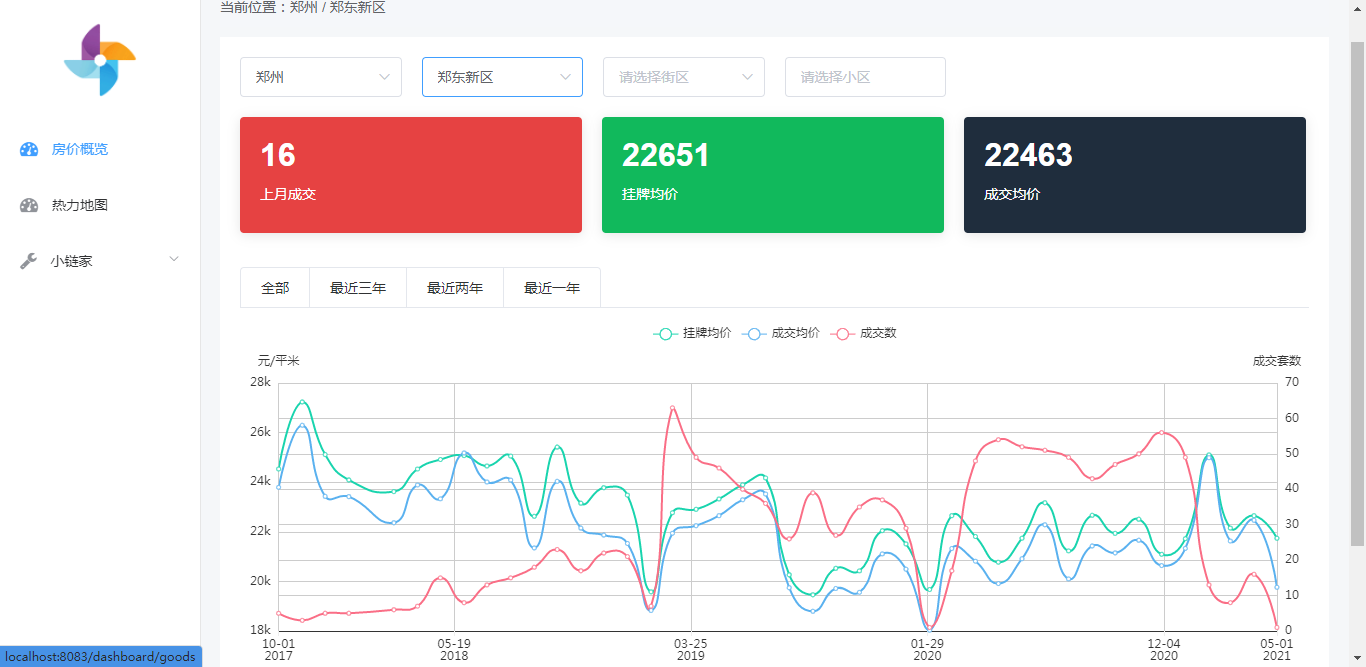 当前位置：郑州 / 郑东新区
郑州
郑东新区
请选择街区
请选择小区
房价概览
热力地图
小链家
16
上月成交
22651
挂牌均价
22463
成交均价
全部
最近三年
最近两年
最近一年
挂牌均价
成交均价
成交数
元/平米
成交套数
28k
26k
24k
22k
20k
18k
70
60
50
40
30
20
10
0
10-01
2017
05-19
2018
03-25
2019
01-29
2020
12-04
2020
05-01
2021
localhost:8083/dashboard/goods